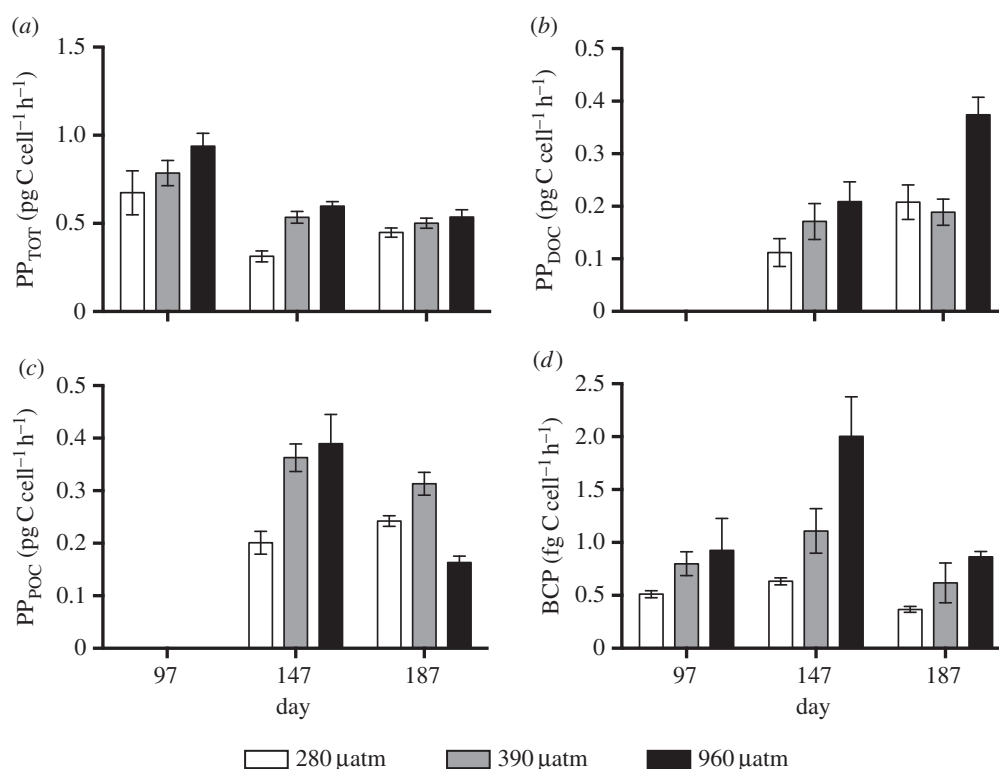 (a)
1.5
1.0
0.5
0
PP_TOT (pg C cell⁻¹ h⁻¹)
(b)
0.5
0.4
0.3
0.2
0.1
0
PP_DOC (pg C cell⁻¹ h⁻¹)
(c)
0.5
0.4
0.3
0.2
0.1
0
PP_POC (pg C cell⁻¹ h⁻¹)
97 147 187
day
(d)
2.5
2.0
1.5
1.0
0.5
0
BCP (fg C cell⁻¹ h⁻¹)
97 147 187
day
280 µatm 390 µatm 960 µatm